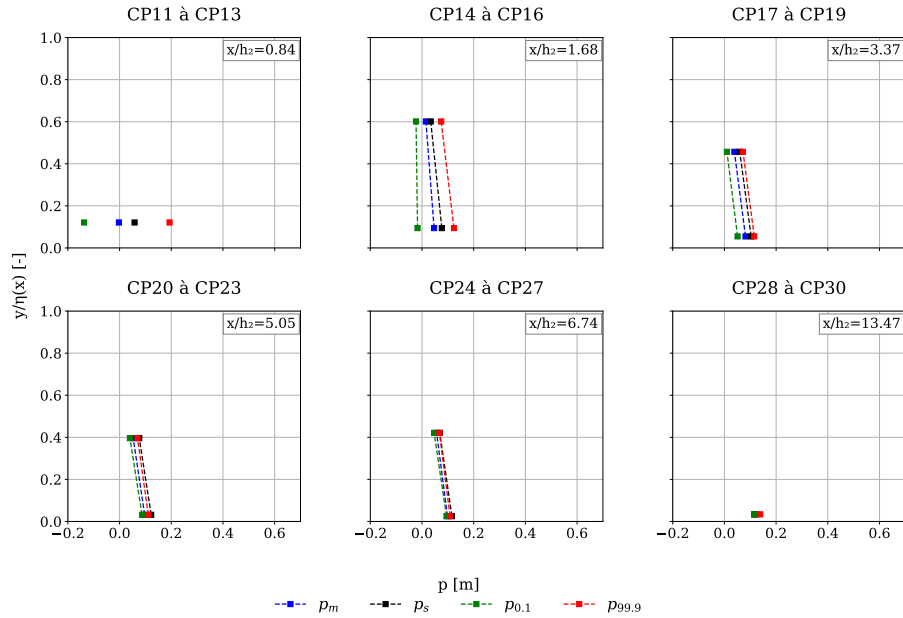 CP11 à CP13
CP14 à CP16
CP17 à CP19
x/h₂=0.84
x/h₂=1.68
x/h₂=3.37
1.0
0.8
0.6
0.4
0.2
0.0
CP20 à CP23
CP24 à CP27
CP28 à CP30
x/h₂=5.05
x/h₂=6.74
x/h₂=13.47
1.0
0.8
0.6
0.4
0.2
0.0
y/η(x) [-]
−0.2 0.0 0.2 0.4 0.6
−0.2 0.0 0.2 0.4 0.6
−0.2 0.0 0.2 0.4 0.6
p [m]
pₘ pₛ p₀.₁ p₉₉.₉